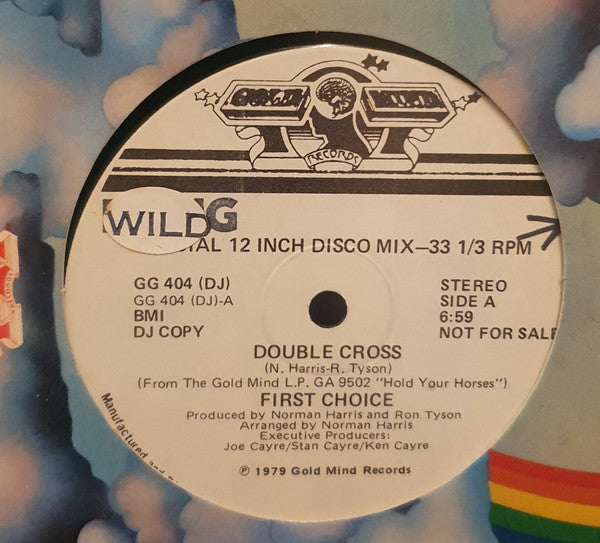 GOLD MIND
RECORDS
WILD G
IAL 12 INCH DISCO MIX—33 1/3 RPM
GG 404 (DJ)
GG 404 (DJ)-A
BMI
DJ COPY
STEREO
SIDE A
6:59
NOT FOR SALE
DOUBLE CROSS
(N. Harris-R. Tyson)
(From The Gold Mind L.P. GA 9502 "Hold Your Horses")
FIRST CHOICE
Produced by Norman Harris and Ron Tyson
Arranged by Norman Harris
Executive Producers:
Joe Cayre/Stan Cayre/Ken Cayre
℗ 1979 Gold Mind Records
Manufactured and